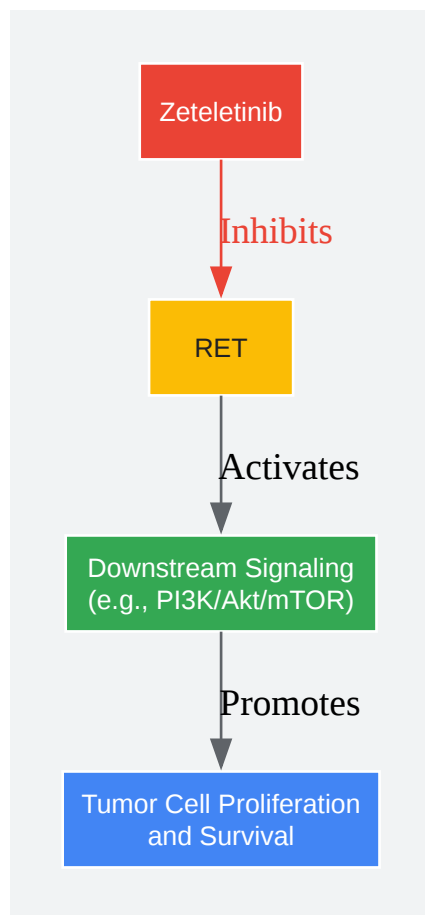 Zeteletinib
Inhibits
RET
Activates
Downstream Signaling
(e.g., PI3K/Akt/mTOR)
Promotes
Tumor Cell Proliferation
and Survival